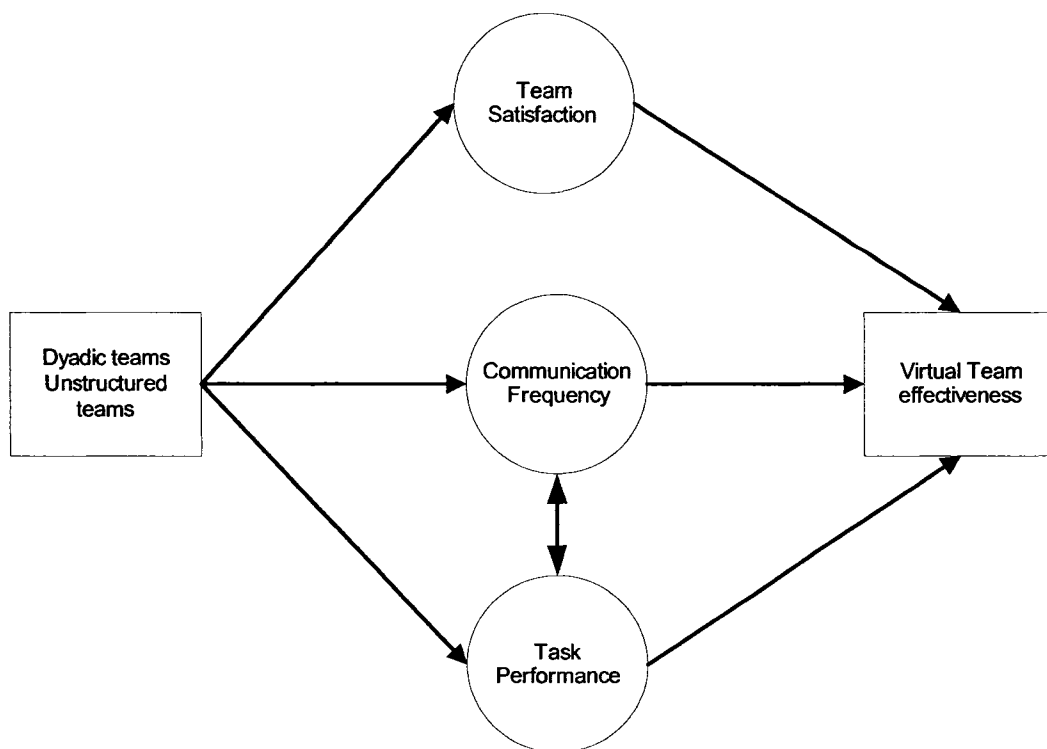 Team
Satisfaction
Dyadic teams
Unstructured
teams
Communication
Frequency
Virtual Team
effectiveness
Task
Performance